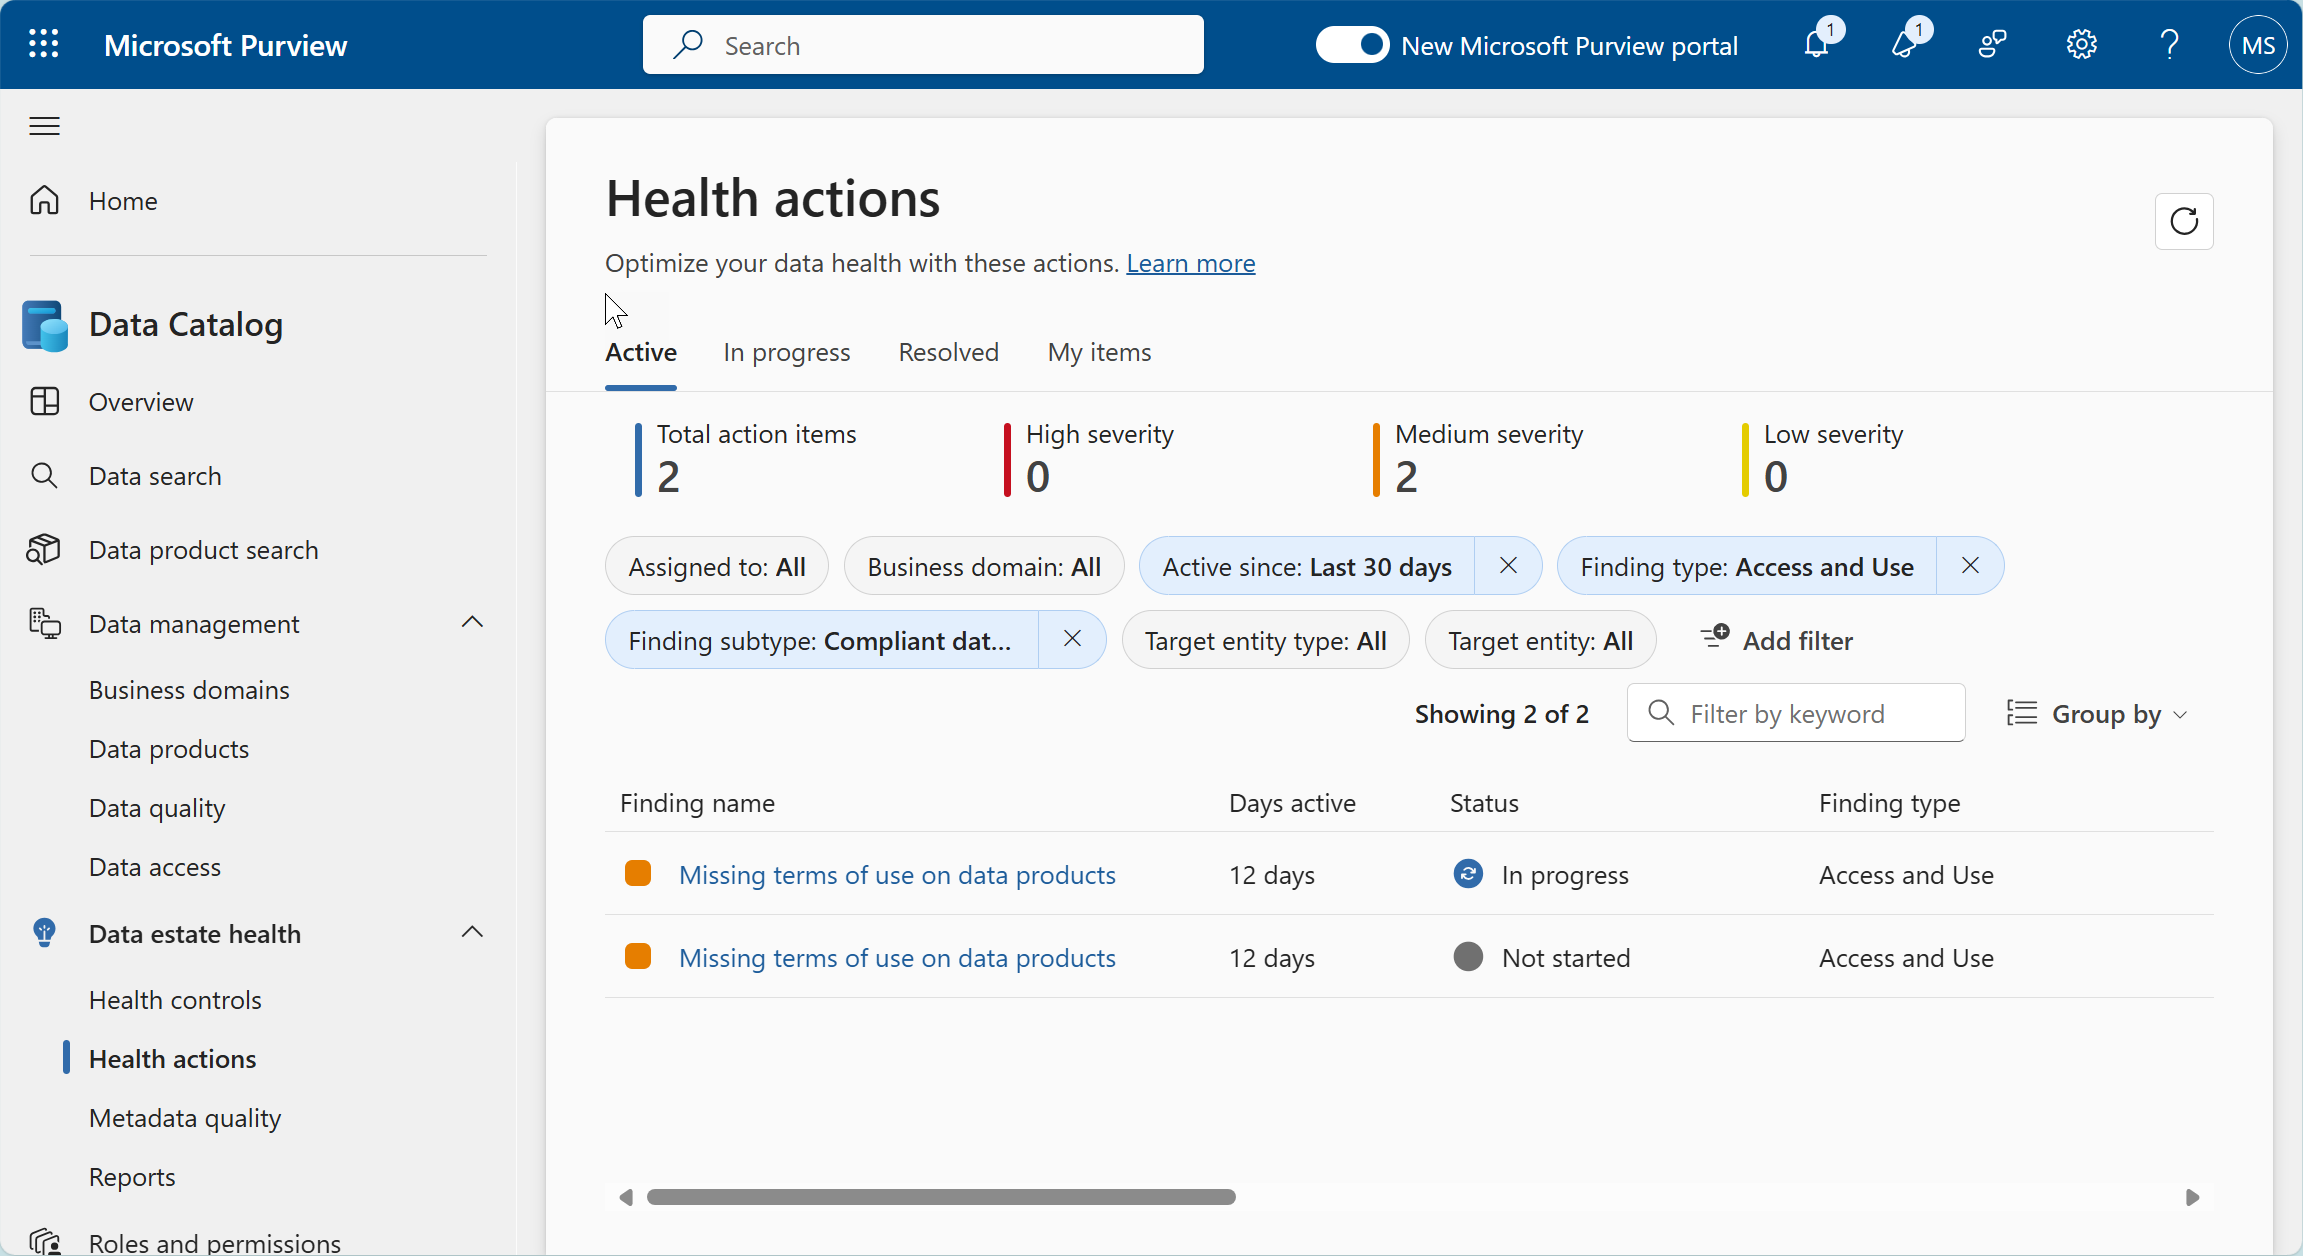 Microsoft Purview
Search
New Microsoft Purview portal
1
1
MS
Home
Data Catalog
Overview
Data search
Data product search
Data management
Business domains
Data products
Data quality
Data access
Data estate health
Health controls
Health actions
Metadata quality
Reports
Roles and permissions
Health actions
Optimize your data health with these actions. Learn more
Active In progress Resolved My items
Total action items High severity Medium severity Low severity
2 0 2 0
Assigned to: All Business domain: All Active since: Last 30 days Finding type: Access and Use
Finding subtype: Compliant dat... Target entity type: All Target entity: All Add filter
Showing 2 of 2 Filter by keyword Group by
Finding name Days active Status Finding type
Missing terms of use on data products 12 days In progress Access and Use
Missing terms of use on data products 12 days Not started Access and Use